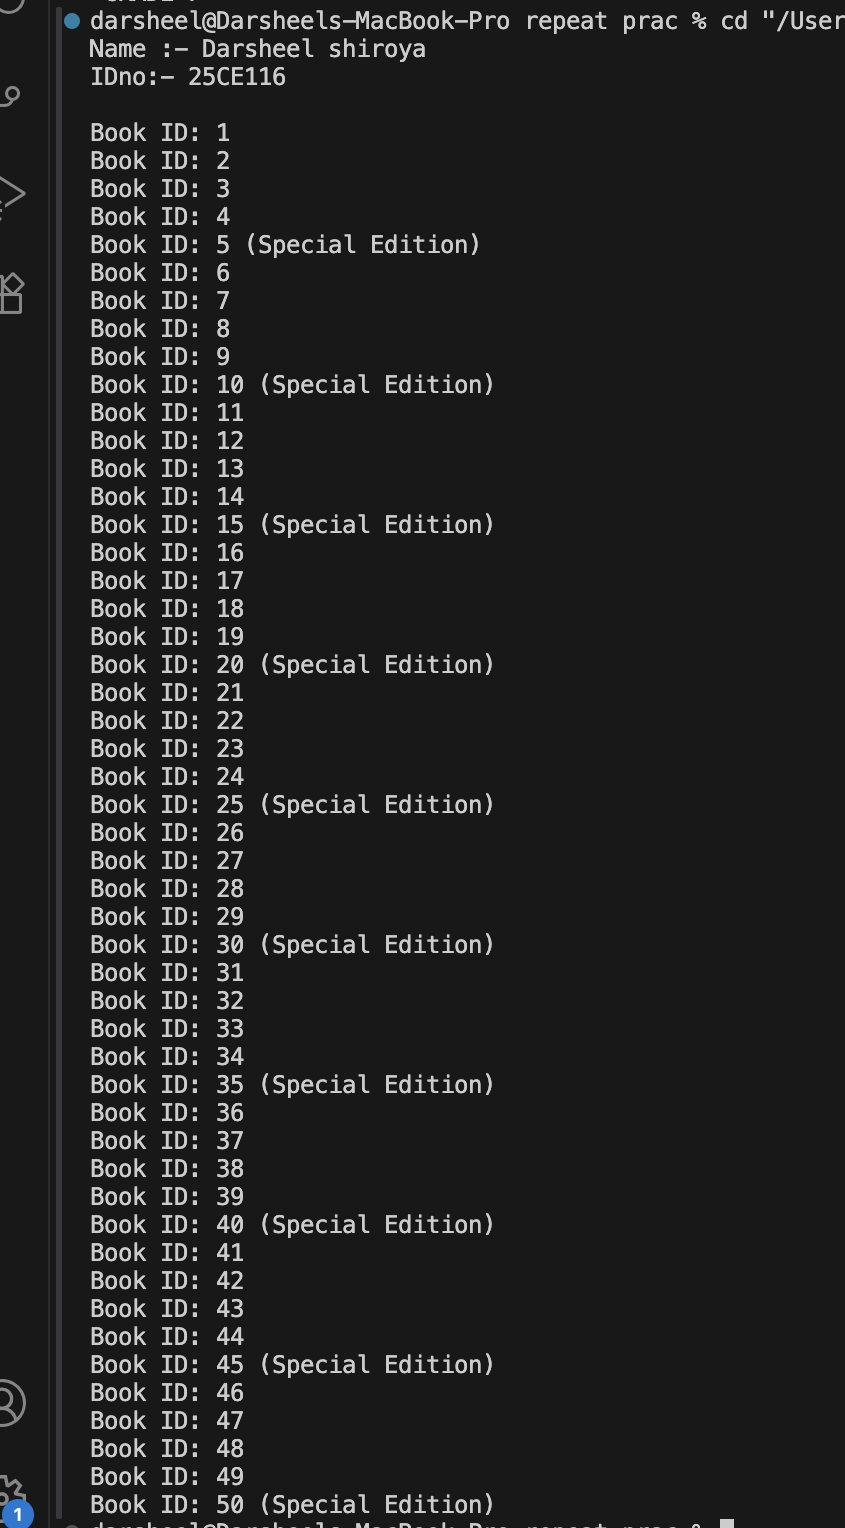 darsheel@Darsheels-MacBook-Pro repeat prac % cd "/User
Name :- Darsheel shiroya
IDno:- 25CE116
Book ID: 1
Book ID: 2
Book ID: 3
Book ID: 4
Book ID: 5 (Special Edition)
Book ID: 6
Book ID: 7
Book ID: 8
Book ID: 9
Book ID: 10 (Special Edition)
Book ID: 11
Book ID: 12
Book ID: 13
Book ID: 14
Book ID: 15 (Special Edition)
Book ID: 16
Book ID: 17
Book ID: 18
Book ID: 19
Book ID: 20 (Special Edition)
Book ID: 21
Book ID: 22
Book ID: 23
Book ID: 24
Book ID: 25 (Special Edition)
Book ID: 26
Book ID: 27
Book ID: 28
Book ID: 29
Book ID: 30 (Special Edition)
Book ID: 31
Book ID: 32
Book ID: 33
Book ID: 34
Book ID: 35 (Special Edition)
Book ID: 36
Book ID: 37
Book ID: 38
Book ID: 39
Book ID: 40 (Special Edition)
Book ID: 41
Book ID: 42
Book ID: 43
Book ID: 44
Book ID: 45 (Special Edition)
Book ID: 46
Book ID: 47
Book ID: 48
Book ID: 49
Book ID: 50 (Special Edition)
darsheel@Darsheels-MacBook-Pro repeat prac %
1